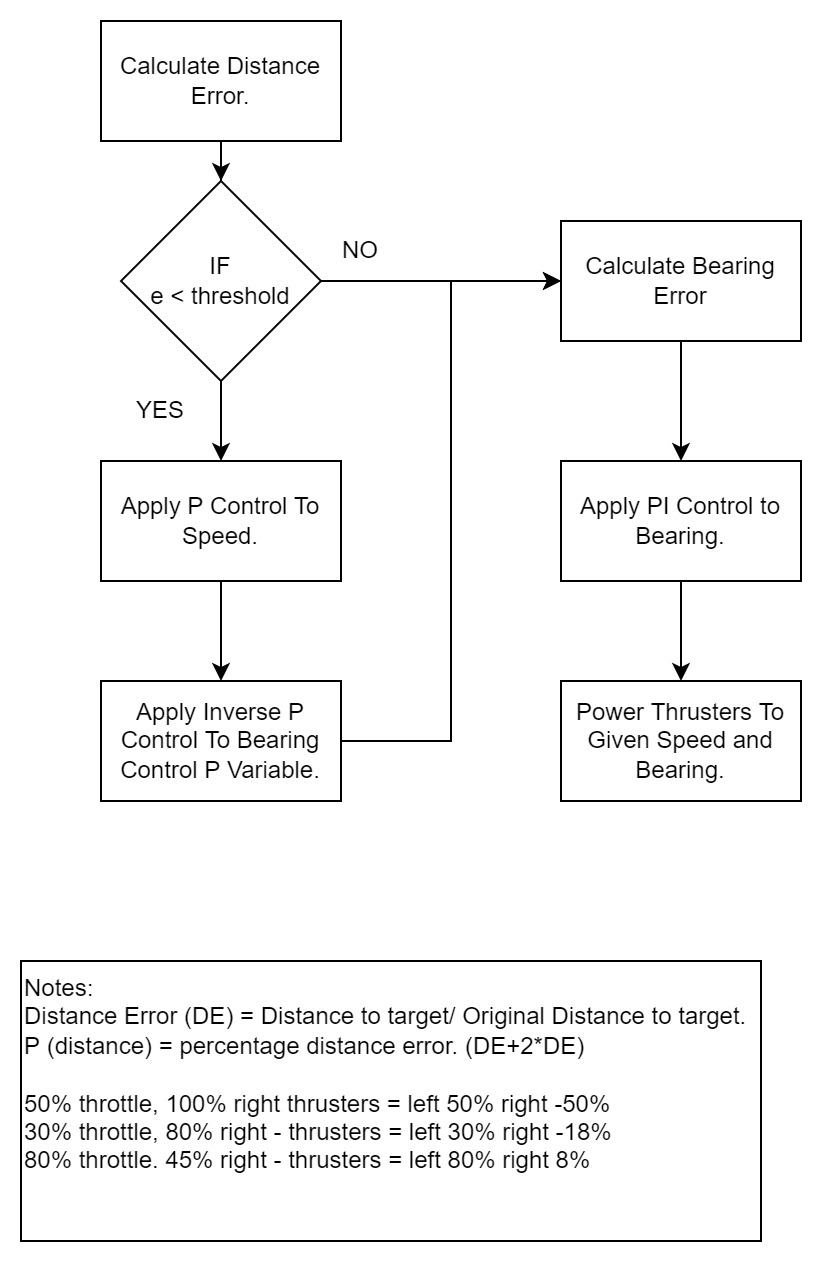 Calculate Distance
Error.
IF
e < threshold
NO
YES
Apply P Control To
Speed.
Apply Inverse P
Control To Bearing
Control P Variable.
Calculate Bearing
Error
Apply PI Control to
Bearing.
Power Thrusters To
Given Speed and
Bearing.
Notes:
Distance Error (DE) = Distance to target/ Original Distance to target.
P (distance) = percentage distance error. (DE+2*DE)
50% throttle, 100% right thrusters = left 50% right -50%
30% throttle, 80% right - thrusters = left 30% right -18%
80% throttle. 45% right - thrusters = left 80% right 8%